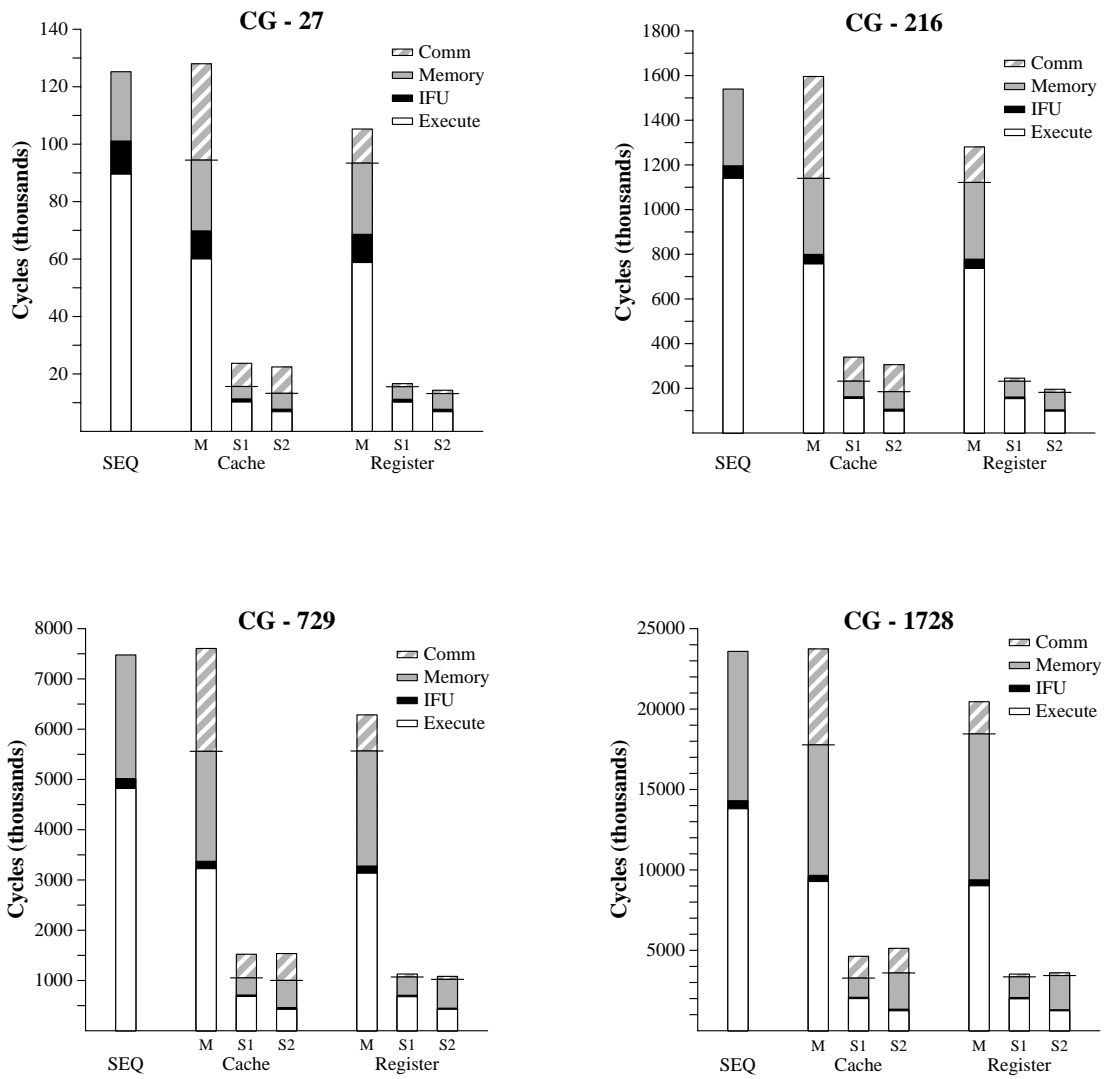 CG - 27
Cycles (thousands)
140
120
100
80
60
40
20
Comm
Memory
IFU
Execute
M S1 S2 M S1 S2
SEQ Cache Register
CG - 216
Cycles (thousands)
1800
1600
1400
1200
1000
800
600
400
200
Comm
Memory
IFU
Execute
M S1 S2 M S1 S2
SEQ Cache Register
CG - 729
Cycles (thousands)
8000
7000
6000
5000
4000
3000
2000
1000
Comm
Memory
IFU
Execute
M S1 S2 M S1 S2
SEQ Cache Register
CG - 1728
Cycles (thousands)
25000
20000
15000
10000
5000
Comm
Memory
IFU
Execute
M S1 S2 M S1 S2
SEQ Cache Register